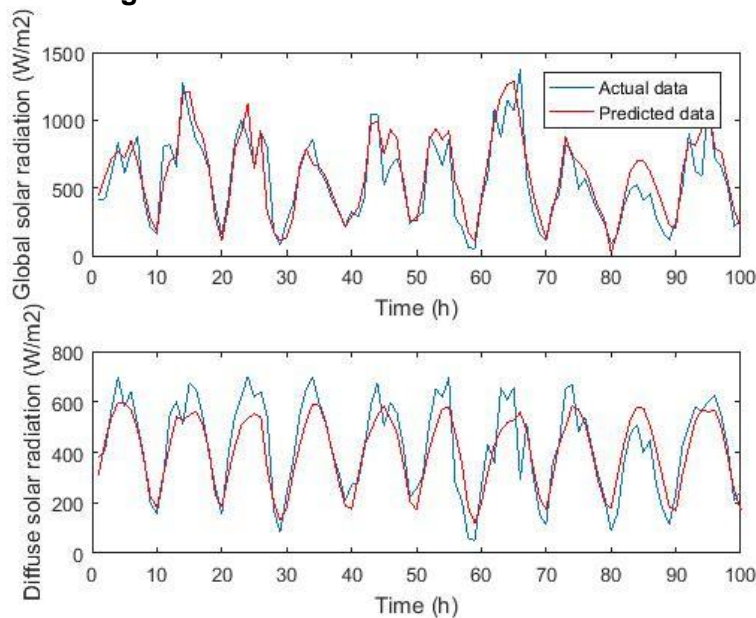 Global solar radiation (W/m2)
1500
1000
500
0
Actual data
Predicted data
0 10 20 30 40 50 60 70 80 90 100
Time (h)
Diffuse solar radiation (W/m2)
800
600
400
200
0
0 10 20 30 40 50 60 70 80 90 100
Time (h)